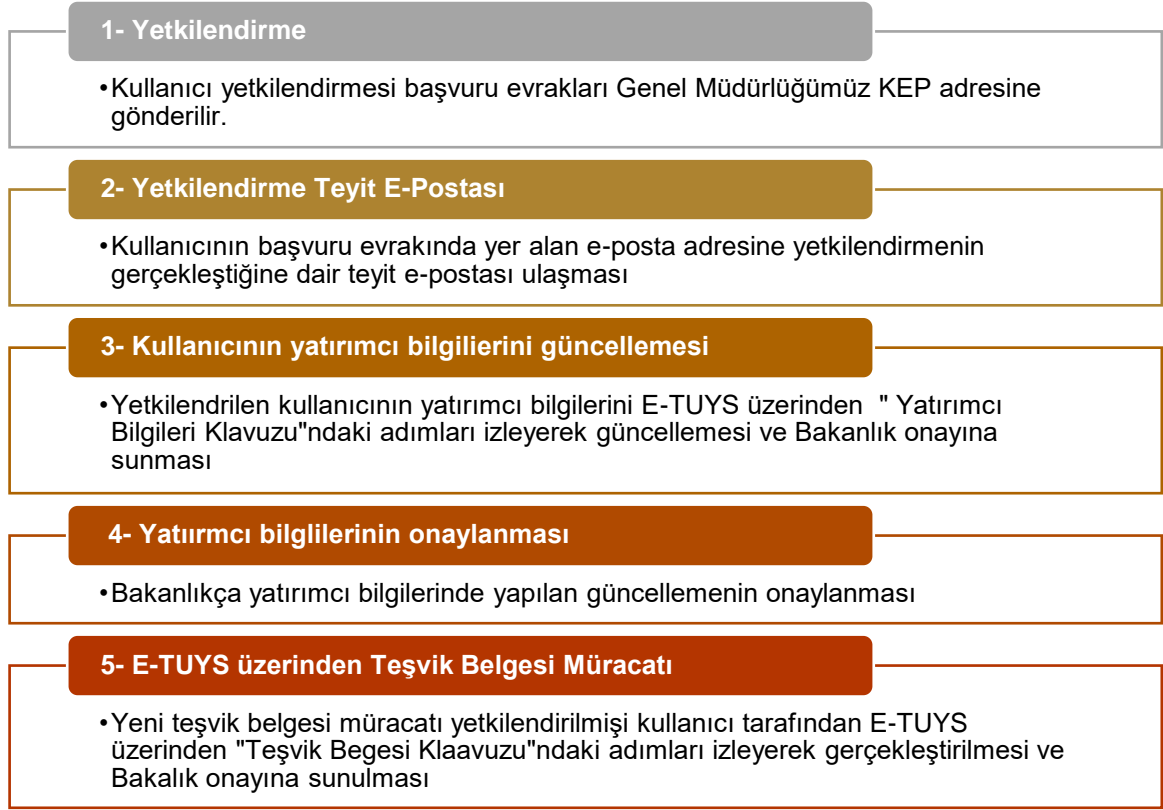 1- Yetkilendirme
•Kullanıcı yetkilendirmesi başvuru evrakları Genel Müdürlüğümüz KEP adresine
gönderilir.
2- Yetkilendirme Teyit E-Postası
•Kullanıcının başvuru evrakında yer alan e-posta adresine yetkilendirmenin
gerçekleştiğine dair teyit e-postası ulaşması
3- Kullanıcının yatırımcı bilgilierini güncellemesi
•Yetkilendrilen kullanıcının yatırımcı bilgilerini E-TUYS üzerinden " Yatırımcı
Bilgileri Klavuzu"ndaki adımları izleyerek güncellemesi ve Bakanlık onayına
sunması
4- Yatıırmcı bilglilerinin onaylanması
•Bakanlıkça yatırımcı bilgilerinde yapılan güncellemenin onaylanması
5- E-TUYS üzerinden Teşvik Belgesi Müracatı
•Yeni teşvik belgesi müracatı yetkilendirilmişi kullanıcı tarafından E-TUYS
üzerinden "Teşvik Begesi Klaavuzu"ndaki adımları izleyerek gerçekleştirilmesi ve
Bakalık onayına sunulması